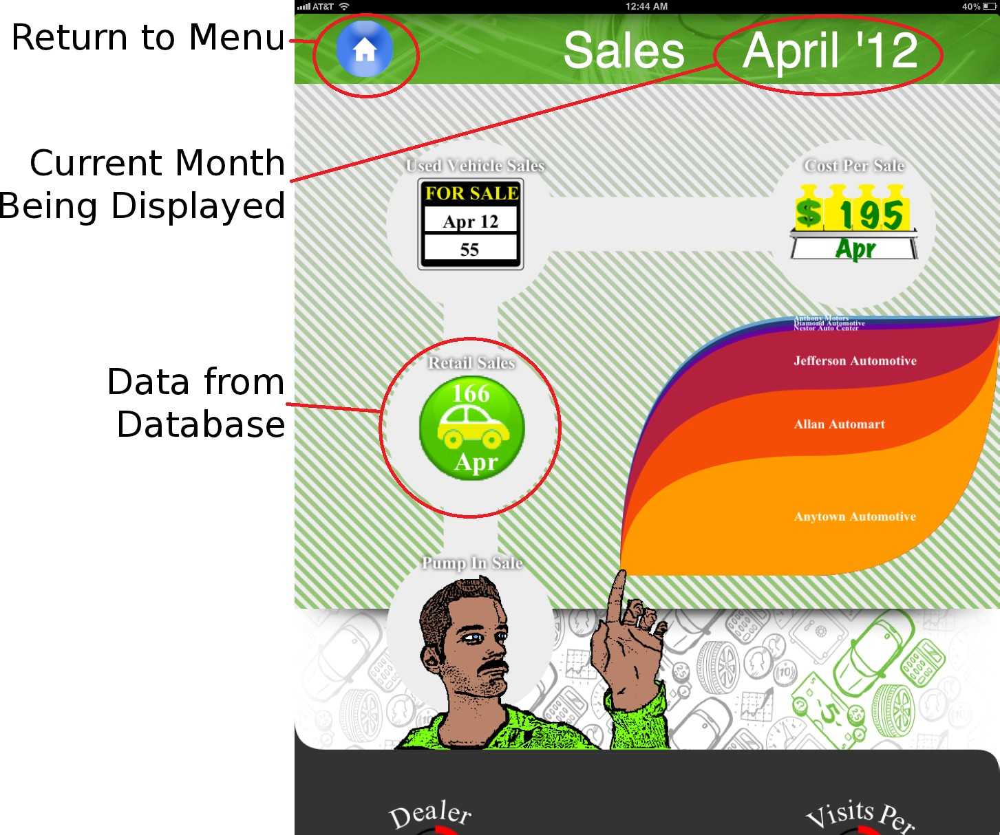 AT&T
12:44 AM
40%
Return to Menu
Sales
April '12
Current Month
Being Displayed
Used Vehicle Sales
FOR SALE
Apr 12
55
Cost Per Sale
$ 195
Apr
Anthony Motors
Diamond Automotive
Nestor Auto Center
Jefferson Automotive
Allan Automart
Anytown Automotive
Data from
Database
Retail Sales
166
Apr
Pump In Sale
Dealer
Visits Per